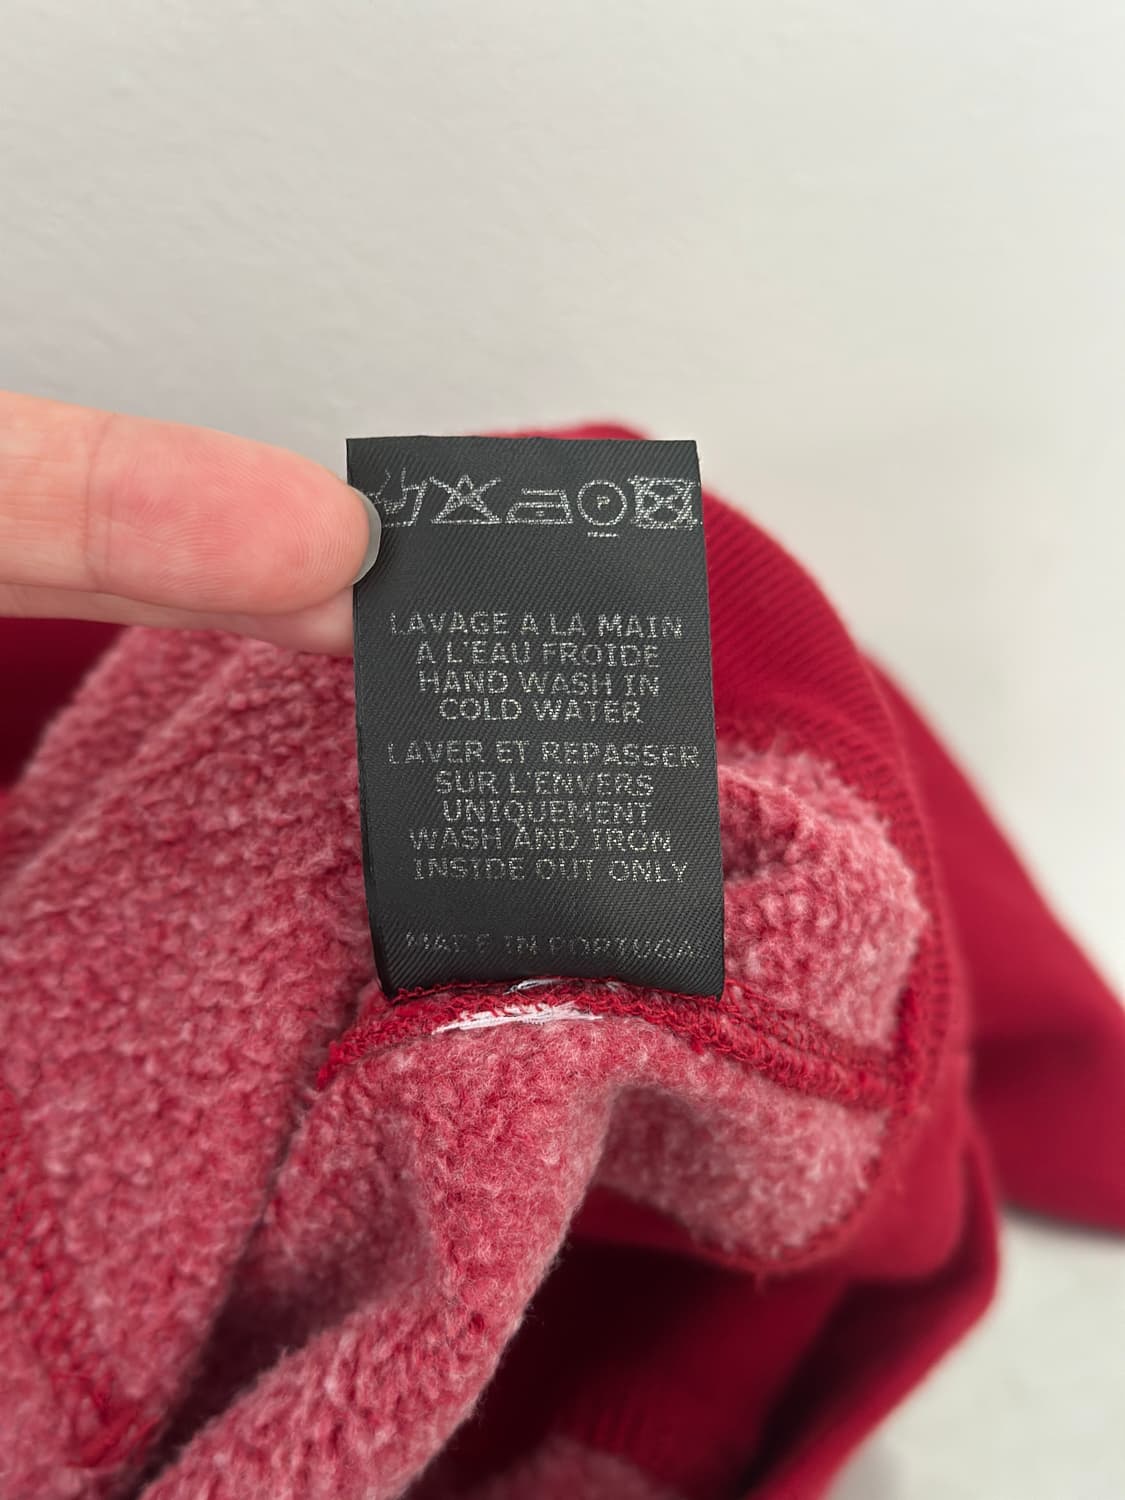 P
LAVAGE A LA MAIN
A L'EAU FROIDE
HAND WASH IN
COLD WATER
LAVER ET REPASSER
SUR L'ENVERS
UNIQUEMENT
WASH AND IRON
INSIDE OUT ONLY
MADE IN PORTUGAL